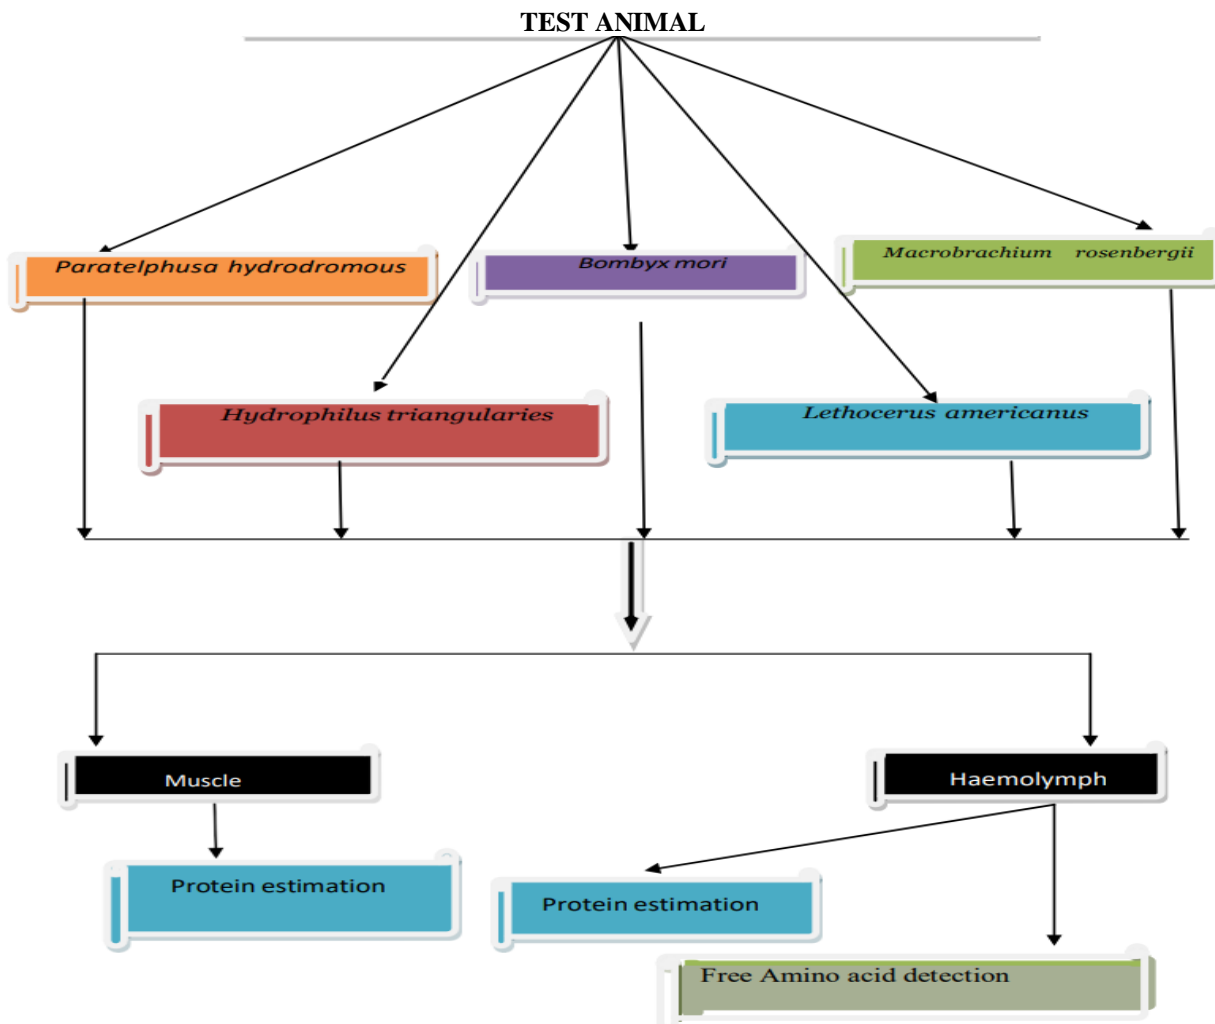 TEST ANIMAL
Paratelphusa hydrodromous
Bombyx mori
Macrobrachium rosenbergii
Hydrophilus triangularies
Lethocerus americanus
Muscle
Haemolymph
Protein estimation
Protein estimation
Free Amino acid detection